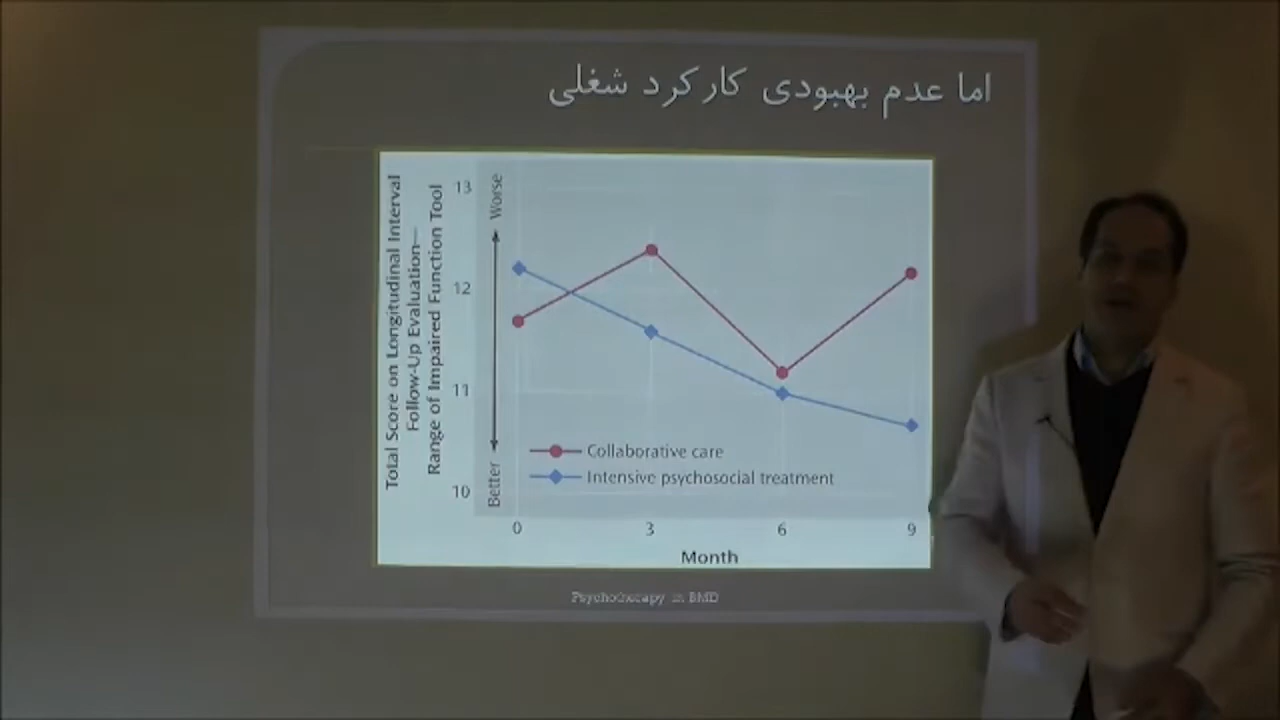 اما عدم بهبودی کارکرد شغلی
Total Score on Longitudinal Interval
Follow-Up Evaluation—
Range of Impaired Function Tool
13
12
11
10
Worse
Better
Collaborative care
Intensive psychosocial treatment
0 3 6 9
Month
Psychotherapy in BMD